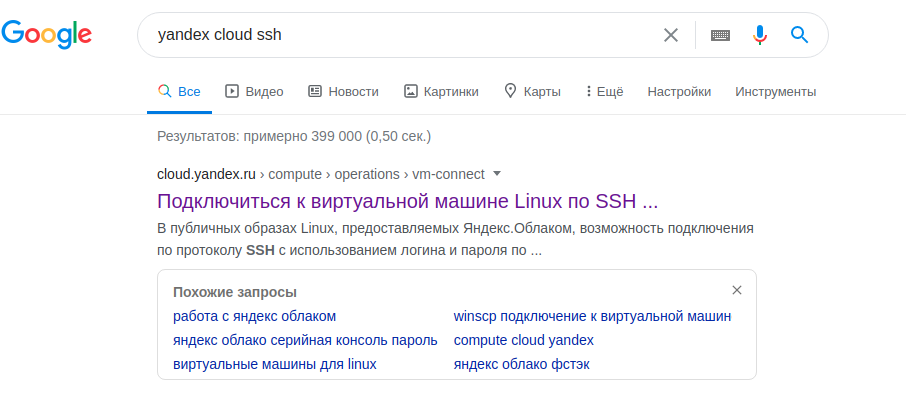 Google
yandex cloud ssh
Все Видео Новости Картинки Карты Ещё Настройки Инструменты
Результатов: примерно 399 000 (0,50 сек.)
cloud.yandex.ru › compute › operations › vm-connect
Подключиться к виртуальной машине Linux по SSH ...
В публичных образах Linux, предоставляемых Яндекс.Облаком, возможность подключения
по протоколу SSH с использованием логина и пароля по ...
Похожие запросы
работа с яндекс облаком winscp подключение к виртуальной машин
яндекс облако серийная консоль пароль compute cloud yandex
виртуальные машины для linux яндекс облако фстэк